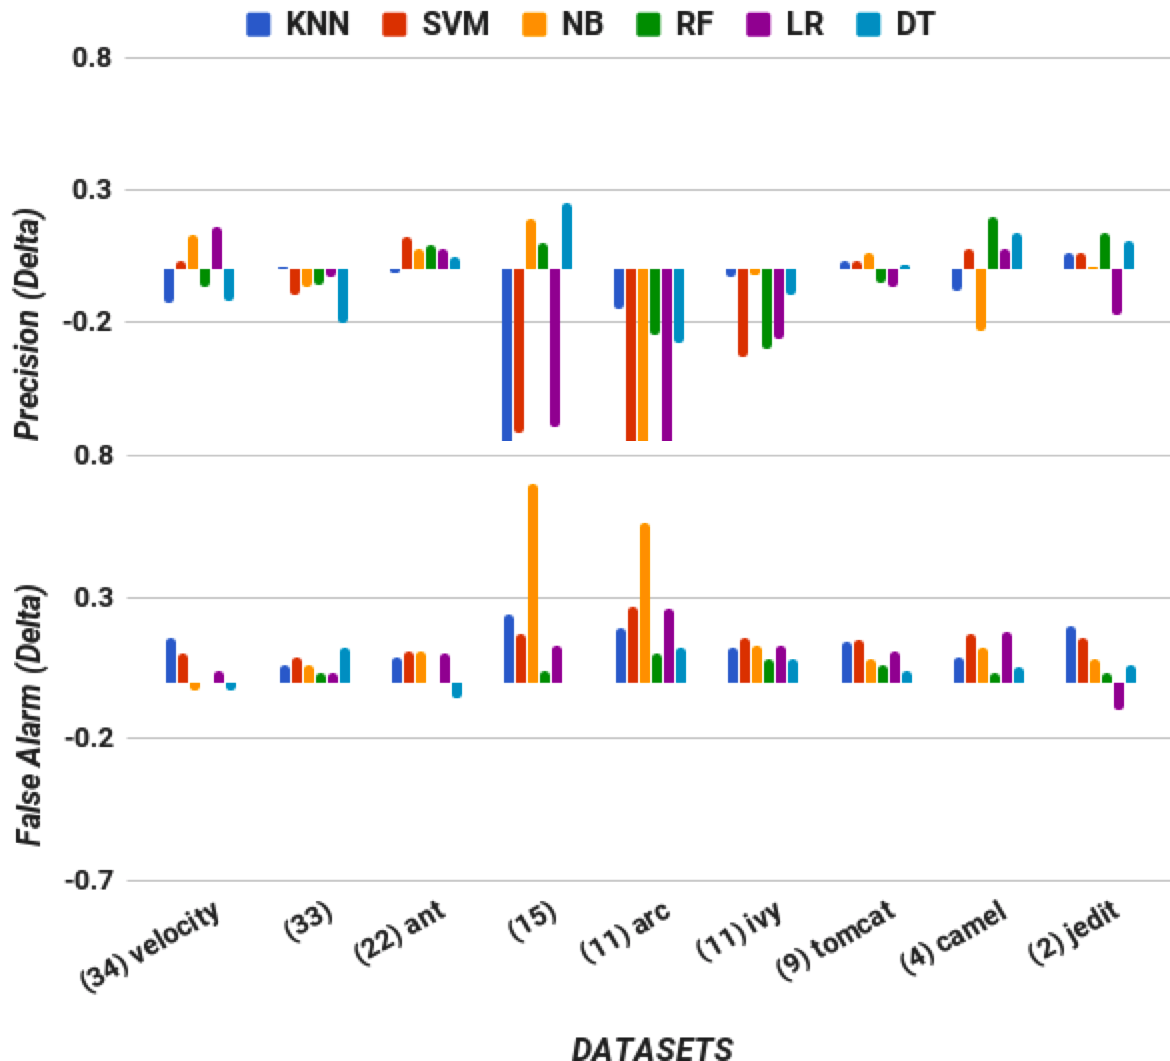 KNN SVM NB RF LR DT
0.8
0.3
-0.2
Precision (Delta)
0.8
0.3
-0.2
-0.7
False Alarm (Delta)
(34) velocity
(33)
(22) ant
(15)
(11) arc
(11) ivy
(9) tomcat
(4) camel
(2) jedit
DATASETS